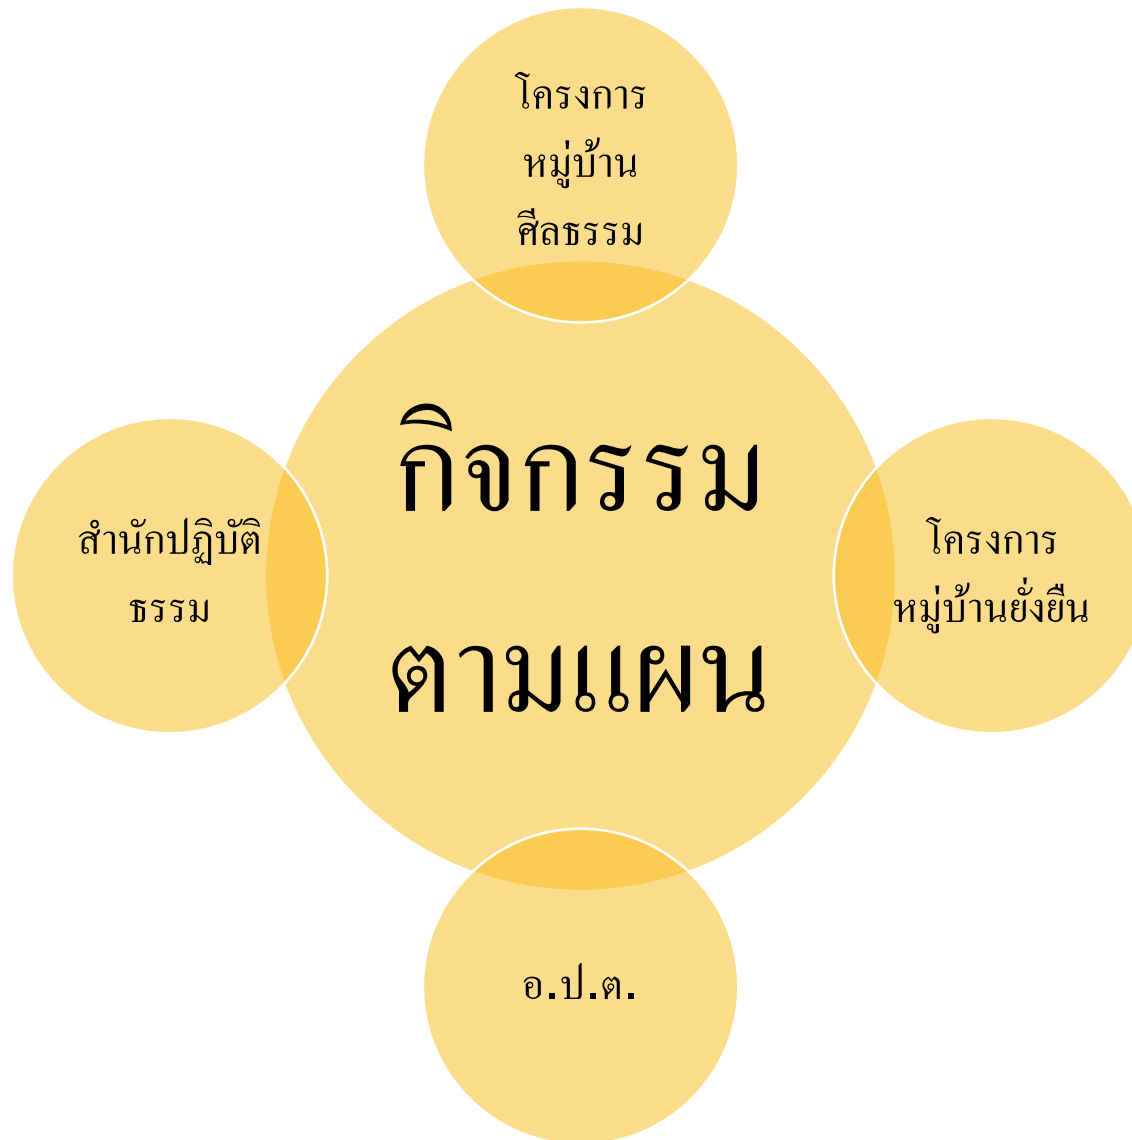 โครงการ
หมู่บ้าน
ศีลธรรม
กิจกรรม
ตามแผน
สำนักปฏิบัติ
ธรรม
โครงการ
หมู่บ้านยั่งยืน
อ.ป.ต.